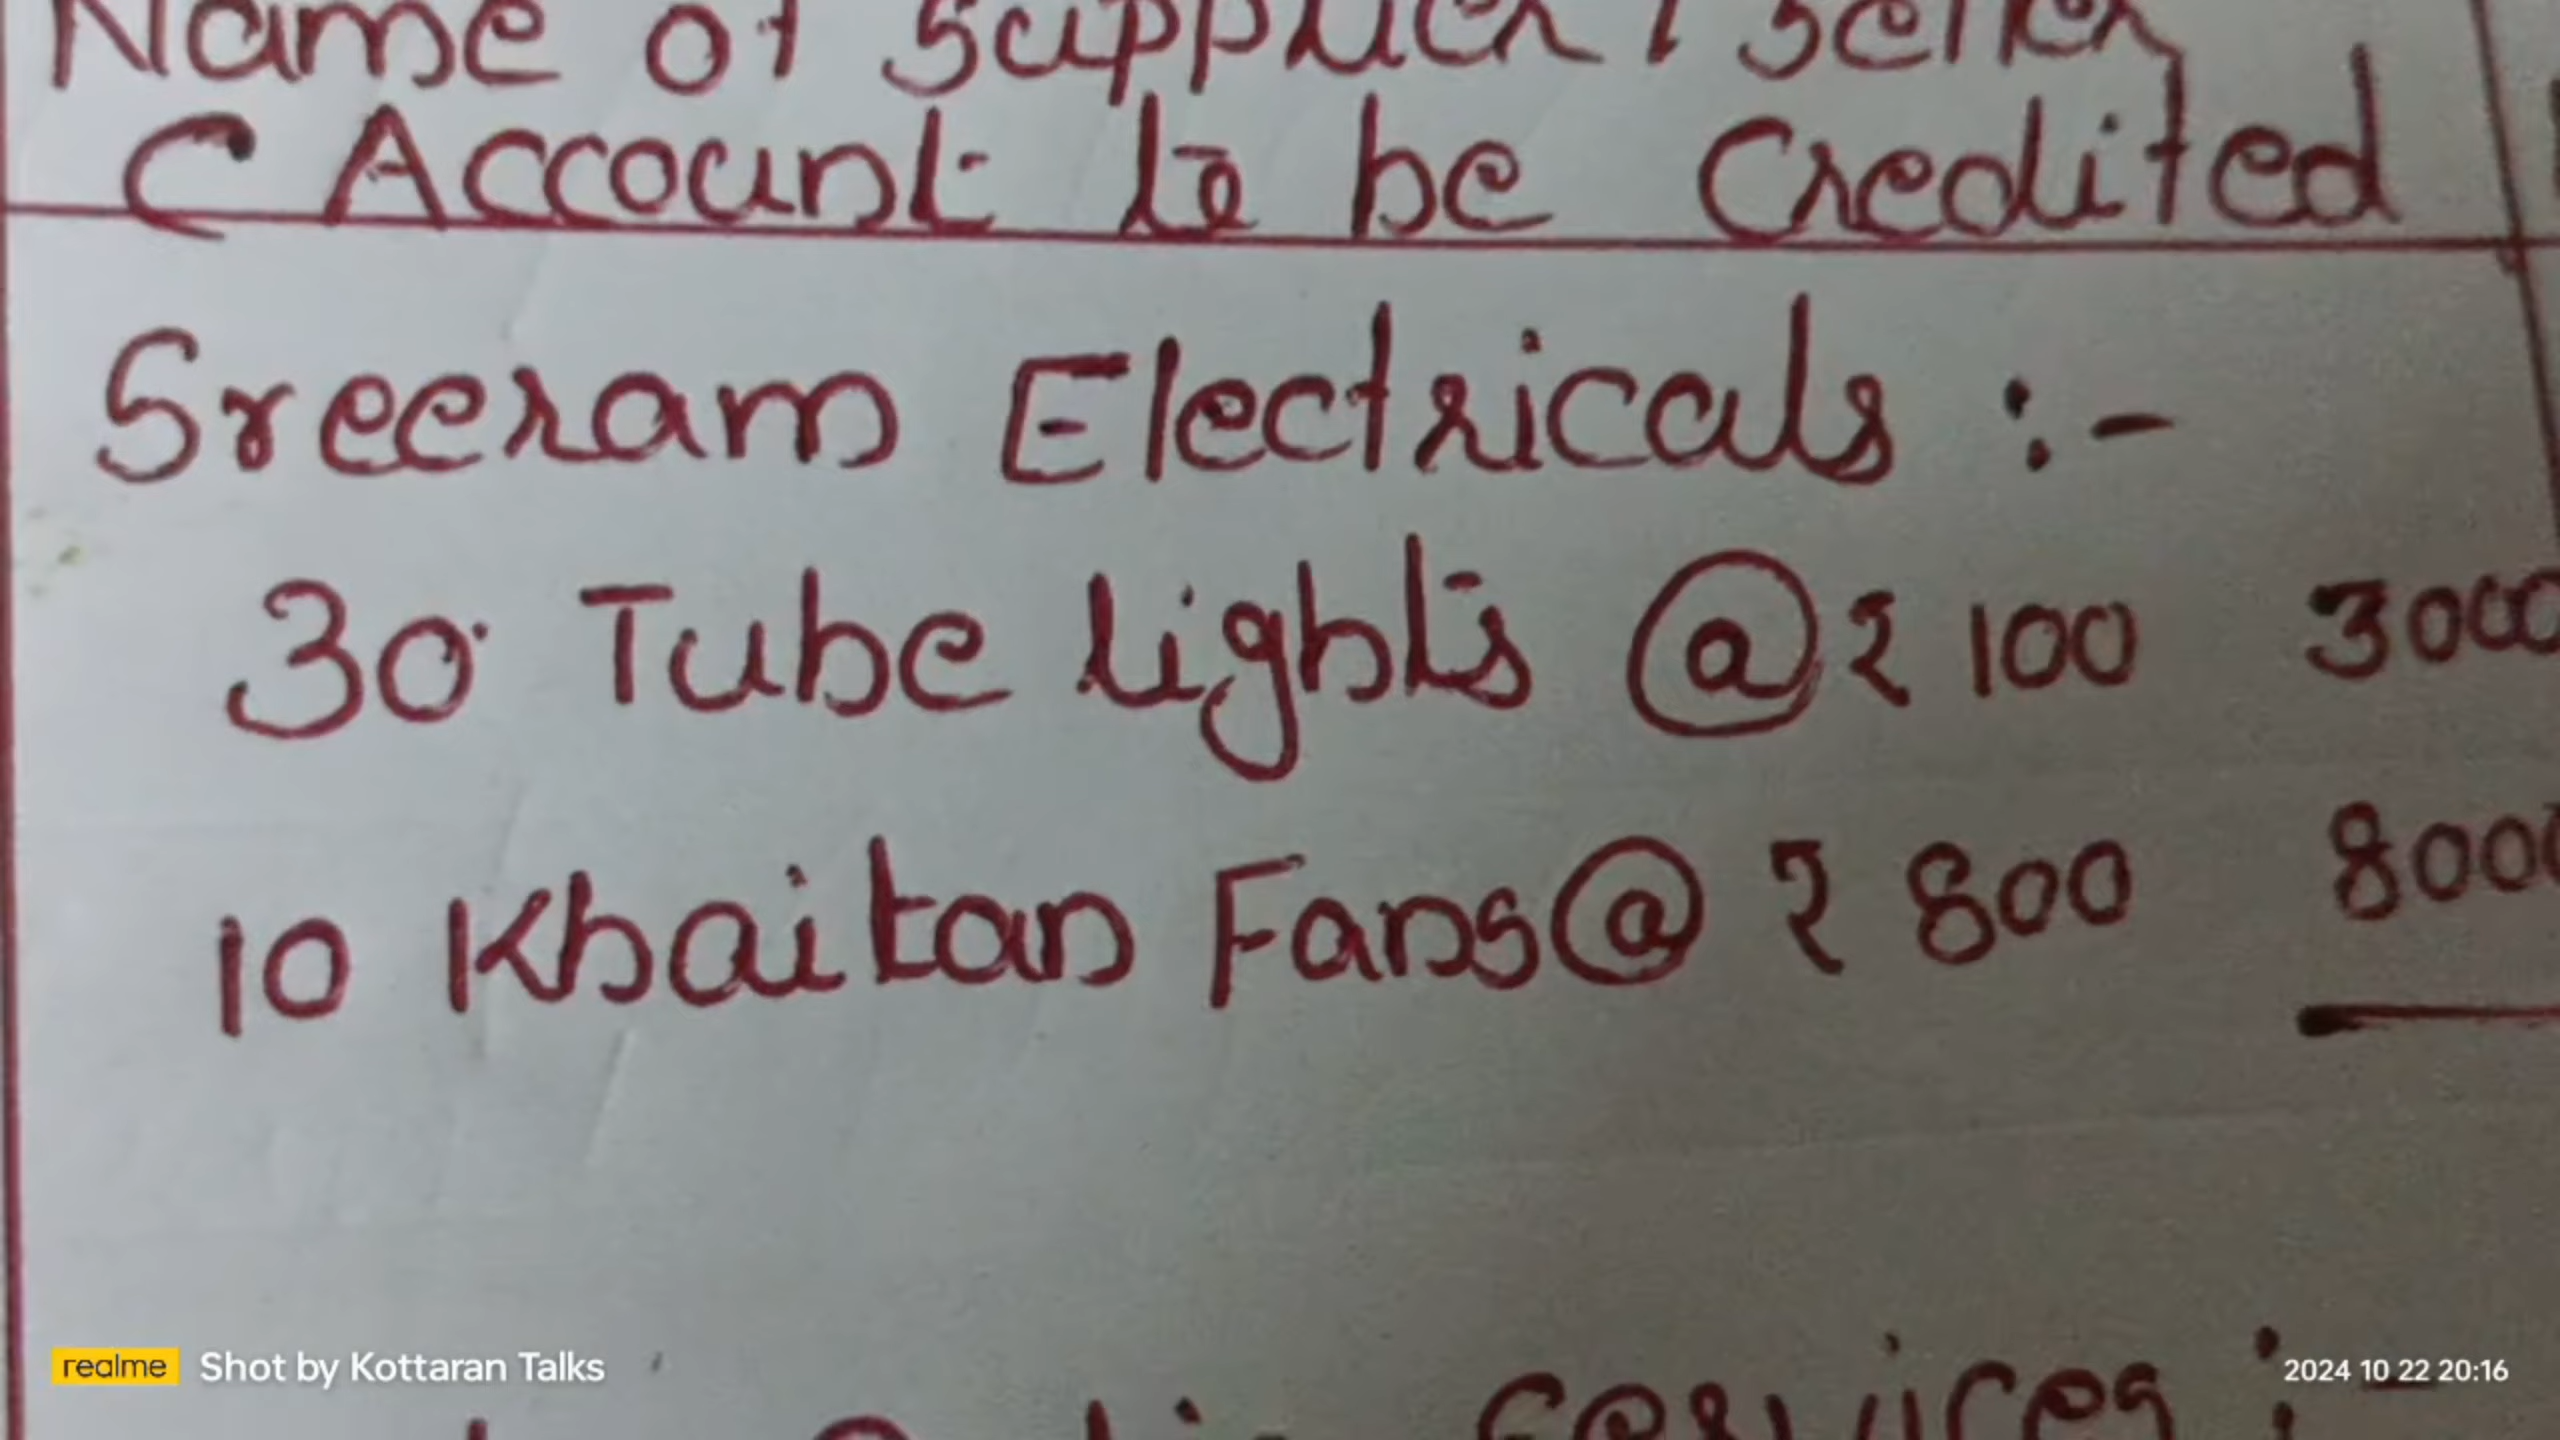 Name of Supplier / Seller
( Account to be Credited
Sreeram Electricals :-
30 Tube lights @ ₹ 100 3000
10 Khaitan Fans @ ₹ 800 8000
services :-
realme Shot by Kottaran Talks
2024 10 22 20:16